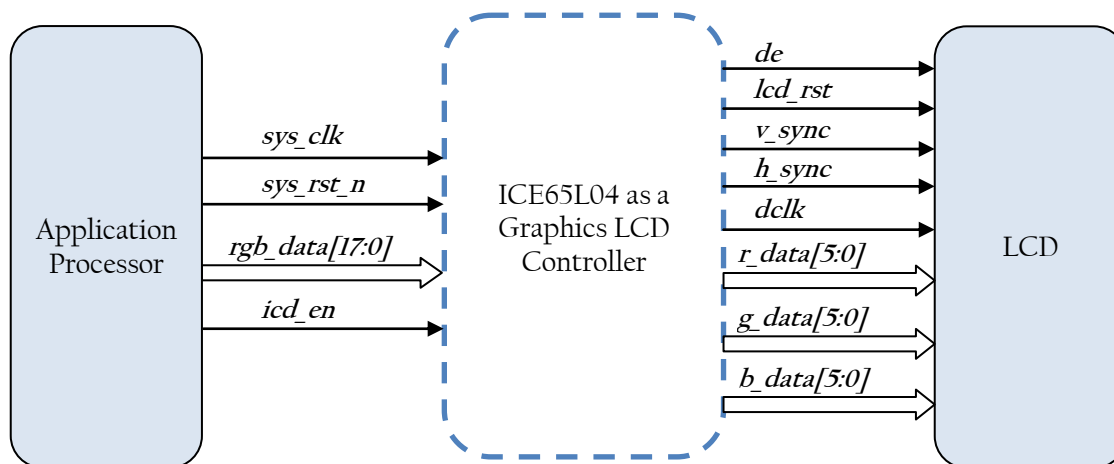 Application
Processor
sys_clk
sys_rst_n
rgb_data[17:0]
icd_en
ICE65L04 as a
Graphics LCD
Controller
de
lcd_rst
v_sync
h_sync
dclk
r_data[5:0]
g_data[5:0]
b_data[5:0]
LCD